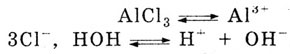 AlCl₃ ⇌ Al³⁺
3Cl⁻, HOH ⇌ H⁺ + OH⁻